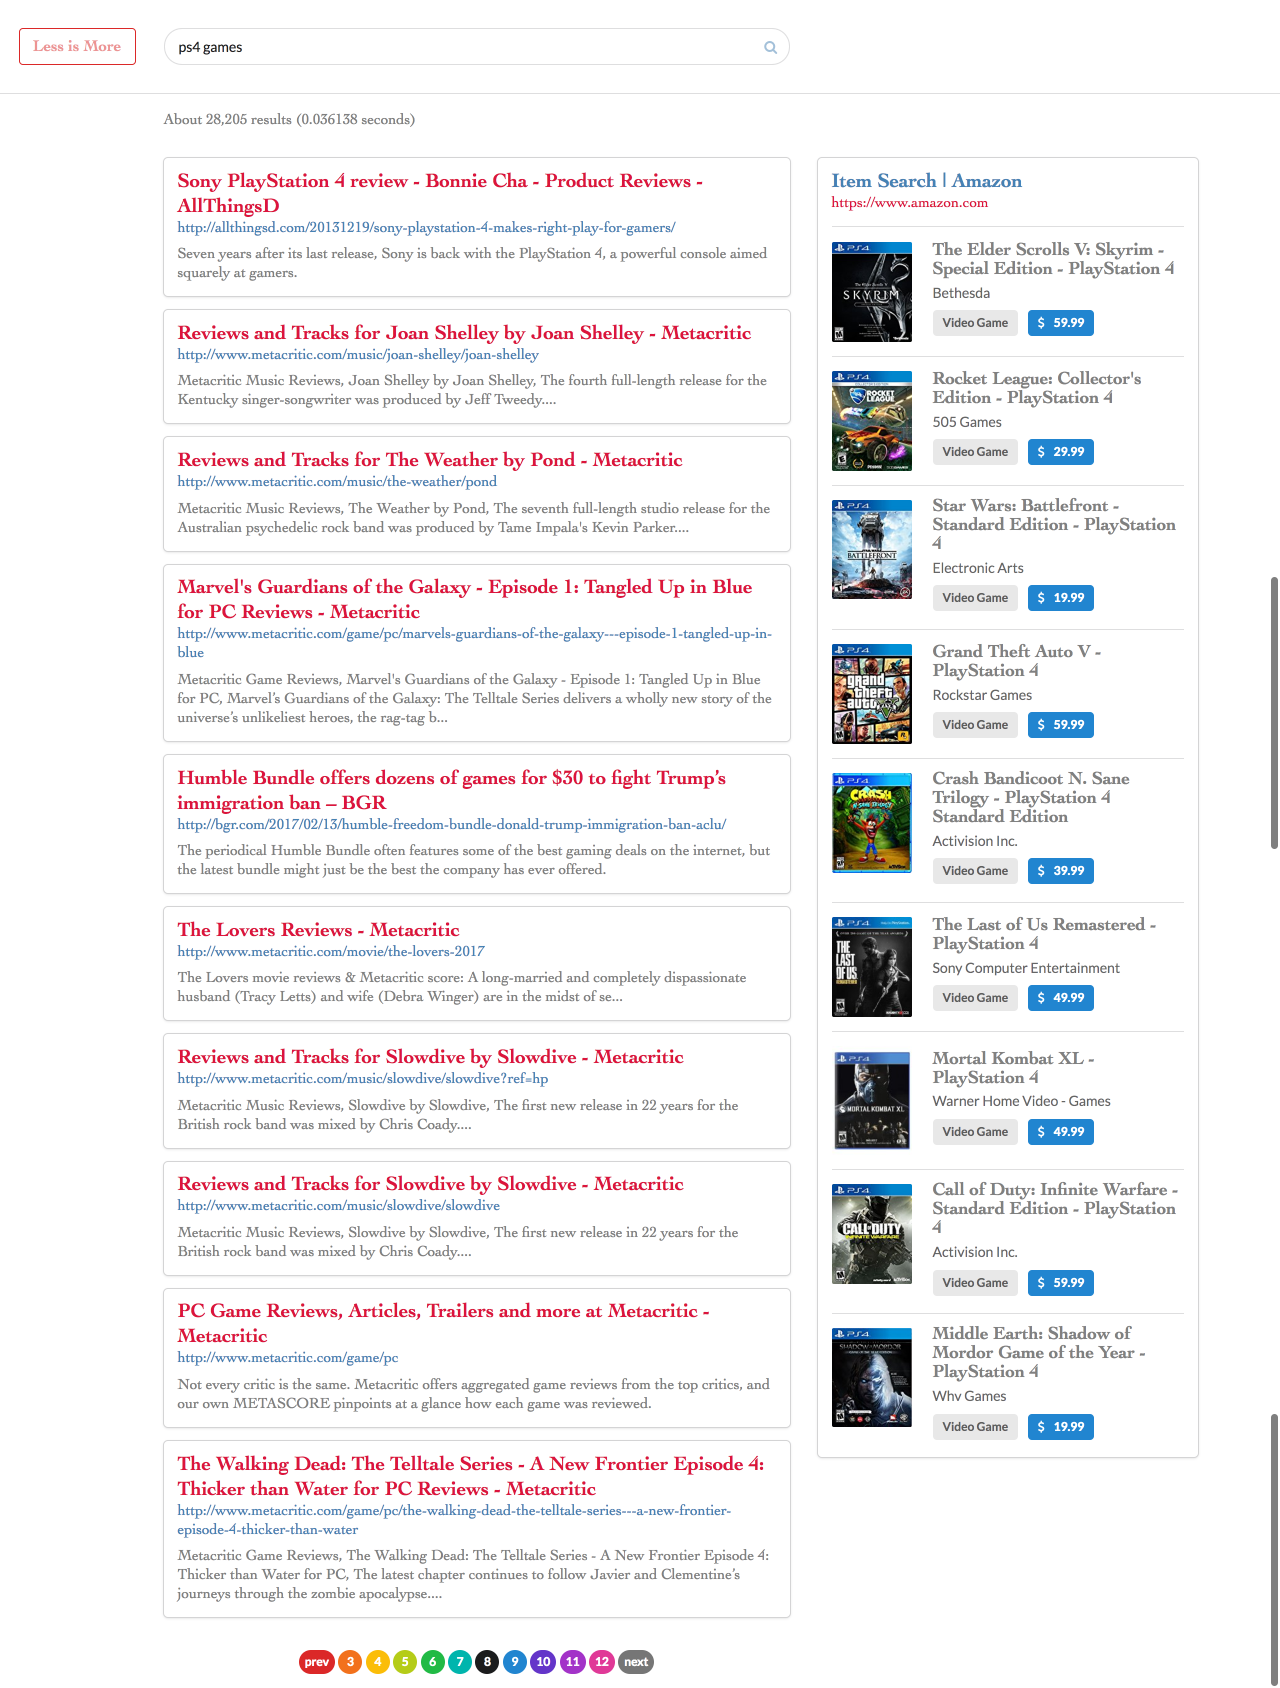 Less is More
ps4 games
About 28,205 results (0.036138 seconds)
Sony PlayStation 4 review - Bonnie Cha - Product Reviews -
AllThingsD
http://allthingsd.com/20131219/sony-playstation-4-makes-right-play-for-gamers/
Seven years after its last release, Sony is back with the PlayStation 4, a powerful console aimed
squarely at gamers.
Reviews and Tracks for Joan Shelley by Joan Shelley - Metacritic
http://www.metacritic.com/music/joan-shelley/joan-shelley
Metacritic Music Reviews, Joan Shelley by Joan Shelley, The fourth full-length release for the
Kentucky singer-songwriter was produced by Jeff Tweedy....
Reviews and Tracks for The Weather by Pond - Metacritic
http://www.metacritic.com/music/the-weather/pond
Metacritic Music Reviews, The Weather by Pond, The seventh full-length studio release for the
Australian psychedelic rock band was produced by Tame Impala's Kevin Parker....
Marvel's Guardians of the Galaxy - Episode 1: Tangled Up in Blue
for PC Reviews - Metacritic
http://www.metacritic.com/game/pc/marvels-guardians-of-the-galaxy---episode-1-tangled-up-in-
blue
Metacritic Game Reviews, Marvel's Guardians of the Galaxy - Episode 1: Tangled Up in Blue
for PC, Marvel’s Guardians of the Galaxy: The Telltale Series delivers a wholly new story of the
universe’s unlikeliest heroes, the rag-tag b...
Humble Bundle offers dozens of games for $30 to fight Trump’s
immigration ban – BGR
http://bgr.com/2017/02/13/humble-freedom-bundle-donald-trump-immigration-ban-aclu/
The periodical Humble Bundle often features some of the best gaming deals on the internet, but
the latest bundle might just be the best the company has ever offered.
The Lovers Reviews - Metacritic
http://www.metacritic.com/movie/the-lovers-2017
The Lovers movie reviews & Metacritic score: A long-married and completely dispassionate
husband (Tracy Letts) and wife (Debra Winger) are in the midst of se...
Reviews and Tracks for Slowdive by Slowdive - Metacritic
http://www.metacritic.com/music/slowdive/slowdive?ref=hp
Metacritic Music Reviews, Slowdive by Slowdive, The first new release in 22 years for the
British rock band was mixed by Chris Coady....
Reviews and Tracks for Slowdive by Slowdive - Metacritic
http://www.metacritic.com/music/slowdive/slowdive
Metacritic Music Reviews, Slowdive by Slowdive, The first new release in 22 years for the
British rock band was mixed by Chris Coady....
PC Game Reviews, Articles, Trailers and more at Metacritic -
Metacritic
http://www.metacritic.com/game/pc
Not every critic is the same. Metacritic offers aggregated game reviews from the top critics, and
our own METASCORE pinpoints at a glance how each game was reviewed.
The Walking Dead: The Telltale Series - A New Frontier Episode 4:
Thicker than Water for PC Reviews - Metacritic
http://www.metacritic.com/game/pc/the-walking-dead-the-telltale-series---a-new-frontier-
episode-4-thicker-than-water
Metacritic Game Reviews, The Walking Dead: The Telltale Series - A New Frontier Episode 4:
Thicker than Water for PC, The latest chapter continues to follow Javier and Clementine’s
journeys through the zombie apocalypse....
prev 3 4 5 6 7 8 9 10 11 12 next
Item Search | Amazon
https://www.amazon.com
PS4
SKYRIM
The Elder Scrolls V: Skyrim -
Special Edition - PlayStation 4
Bethesda
Video Game $ 59.99
PS4
ROCKET
LEAGUE
Rocket League: Collector's
Edition - PlayStation 4
505 Games
Video Game $ 29.99
PS4
BATTLEFRONT
Star Wars: Battlefront -
Standard Edition - PlayStation
4
Electronic Arts
Video Game $ 19.99
PS4
grand
theft
auto V
Grand Theft Auto V -
PlayStation 4
Rockstar Games
Video Game $ 59.99
PS4
CRASH
Crash Bandicoot N. Sane
Trilogy - PlayStation 4
Standard Edition
Activision Inc.
Video Game $ 39.99
PS4
THE
LAST
OF US
The Last of Us Remastered -
PlayStation 4
Sony Computer Entertainment
Video Game $ 49.99
PS4
MORTAL KOMBAT XL
Mortal Kombat XL -
PlayStation 4
Warner Home Video - Games
Video Game $ 49.99
PS4
CALL OF DUTY
INFINITE WARFARE
Call of Duty: Infinite Warfare -
Standard Edition - PlayStation
4
Activision Inc.
Video Game $ 59.99
PS4
SHADOW MORDOR
Middle Earth: Shadow of
Mordor Game of the Year -
PlayStation 4
Whv Games
Video Game $ 19.99